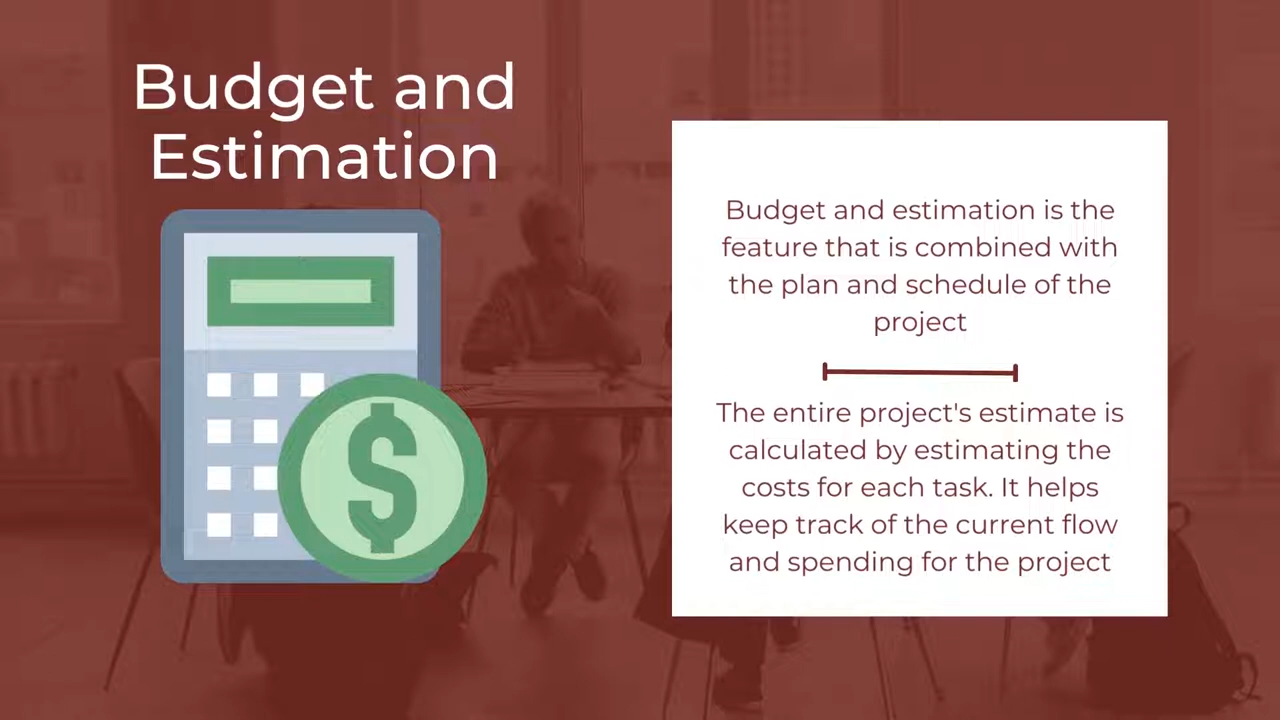 Budget and
Estimation
Budget and estimation is the
feature that is combined with
the plan and schedule of the
project
The entire project's estimate is
calculated by estimating the
costs for each task. It helps
keep track of the current flow
and spending for the project
$